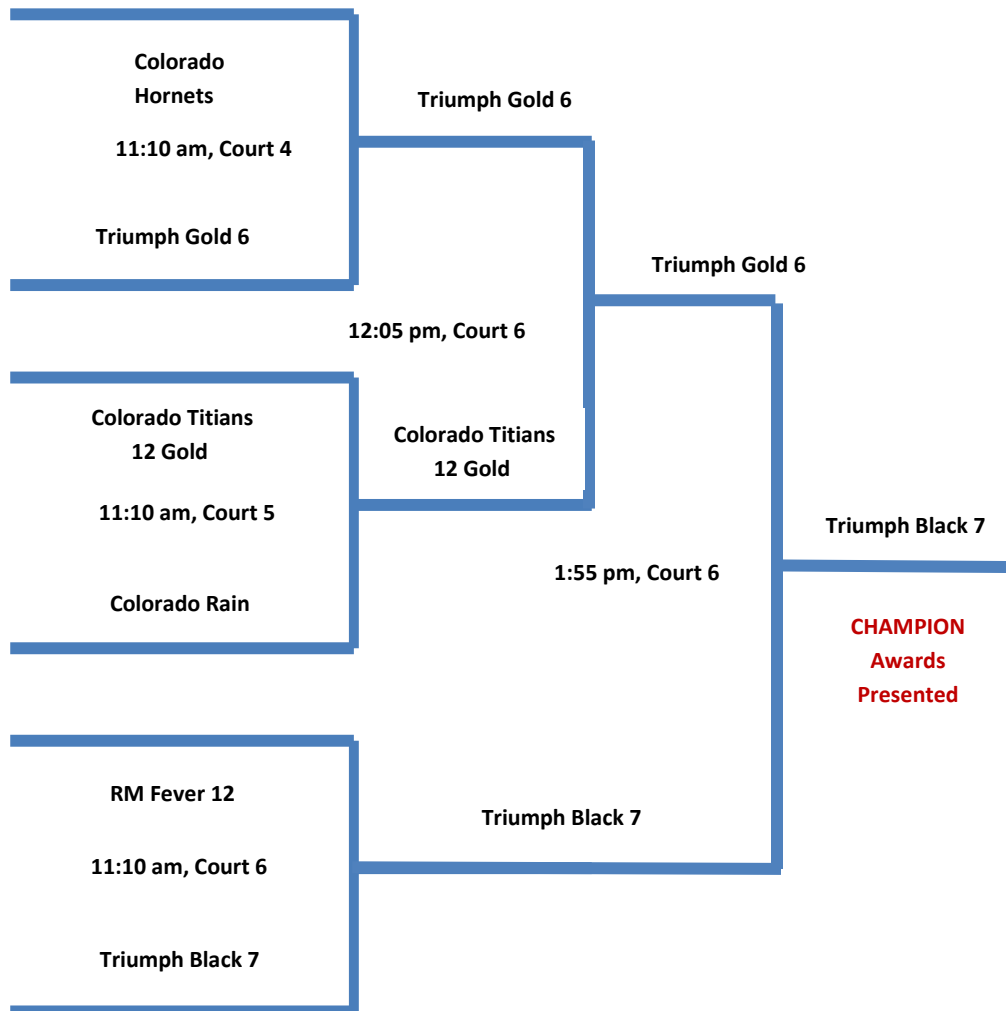 Colorado
Hornets
11:10 am, Court 4
Triumph Gold 6
Triumph Gold 6
12:05 pm, Court 6
Triumph Gold 6
Colorado Titians
12 Gold
11:10 am, Court 5
Colorado Rain
Colorado Titians
12 Gold
1:55 pm, Court 6
Triumph Black 7
CHAMPION
Awards
Presented
RM Fever 12
11:10 am, Court 6
Triumph Black 7
Triumph Black 7